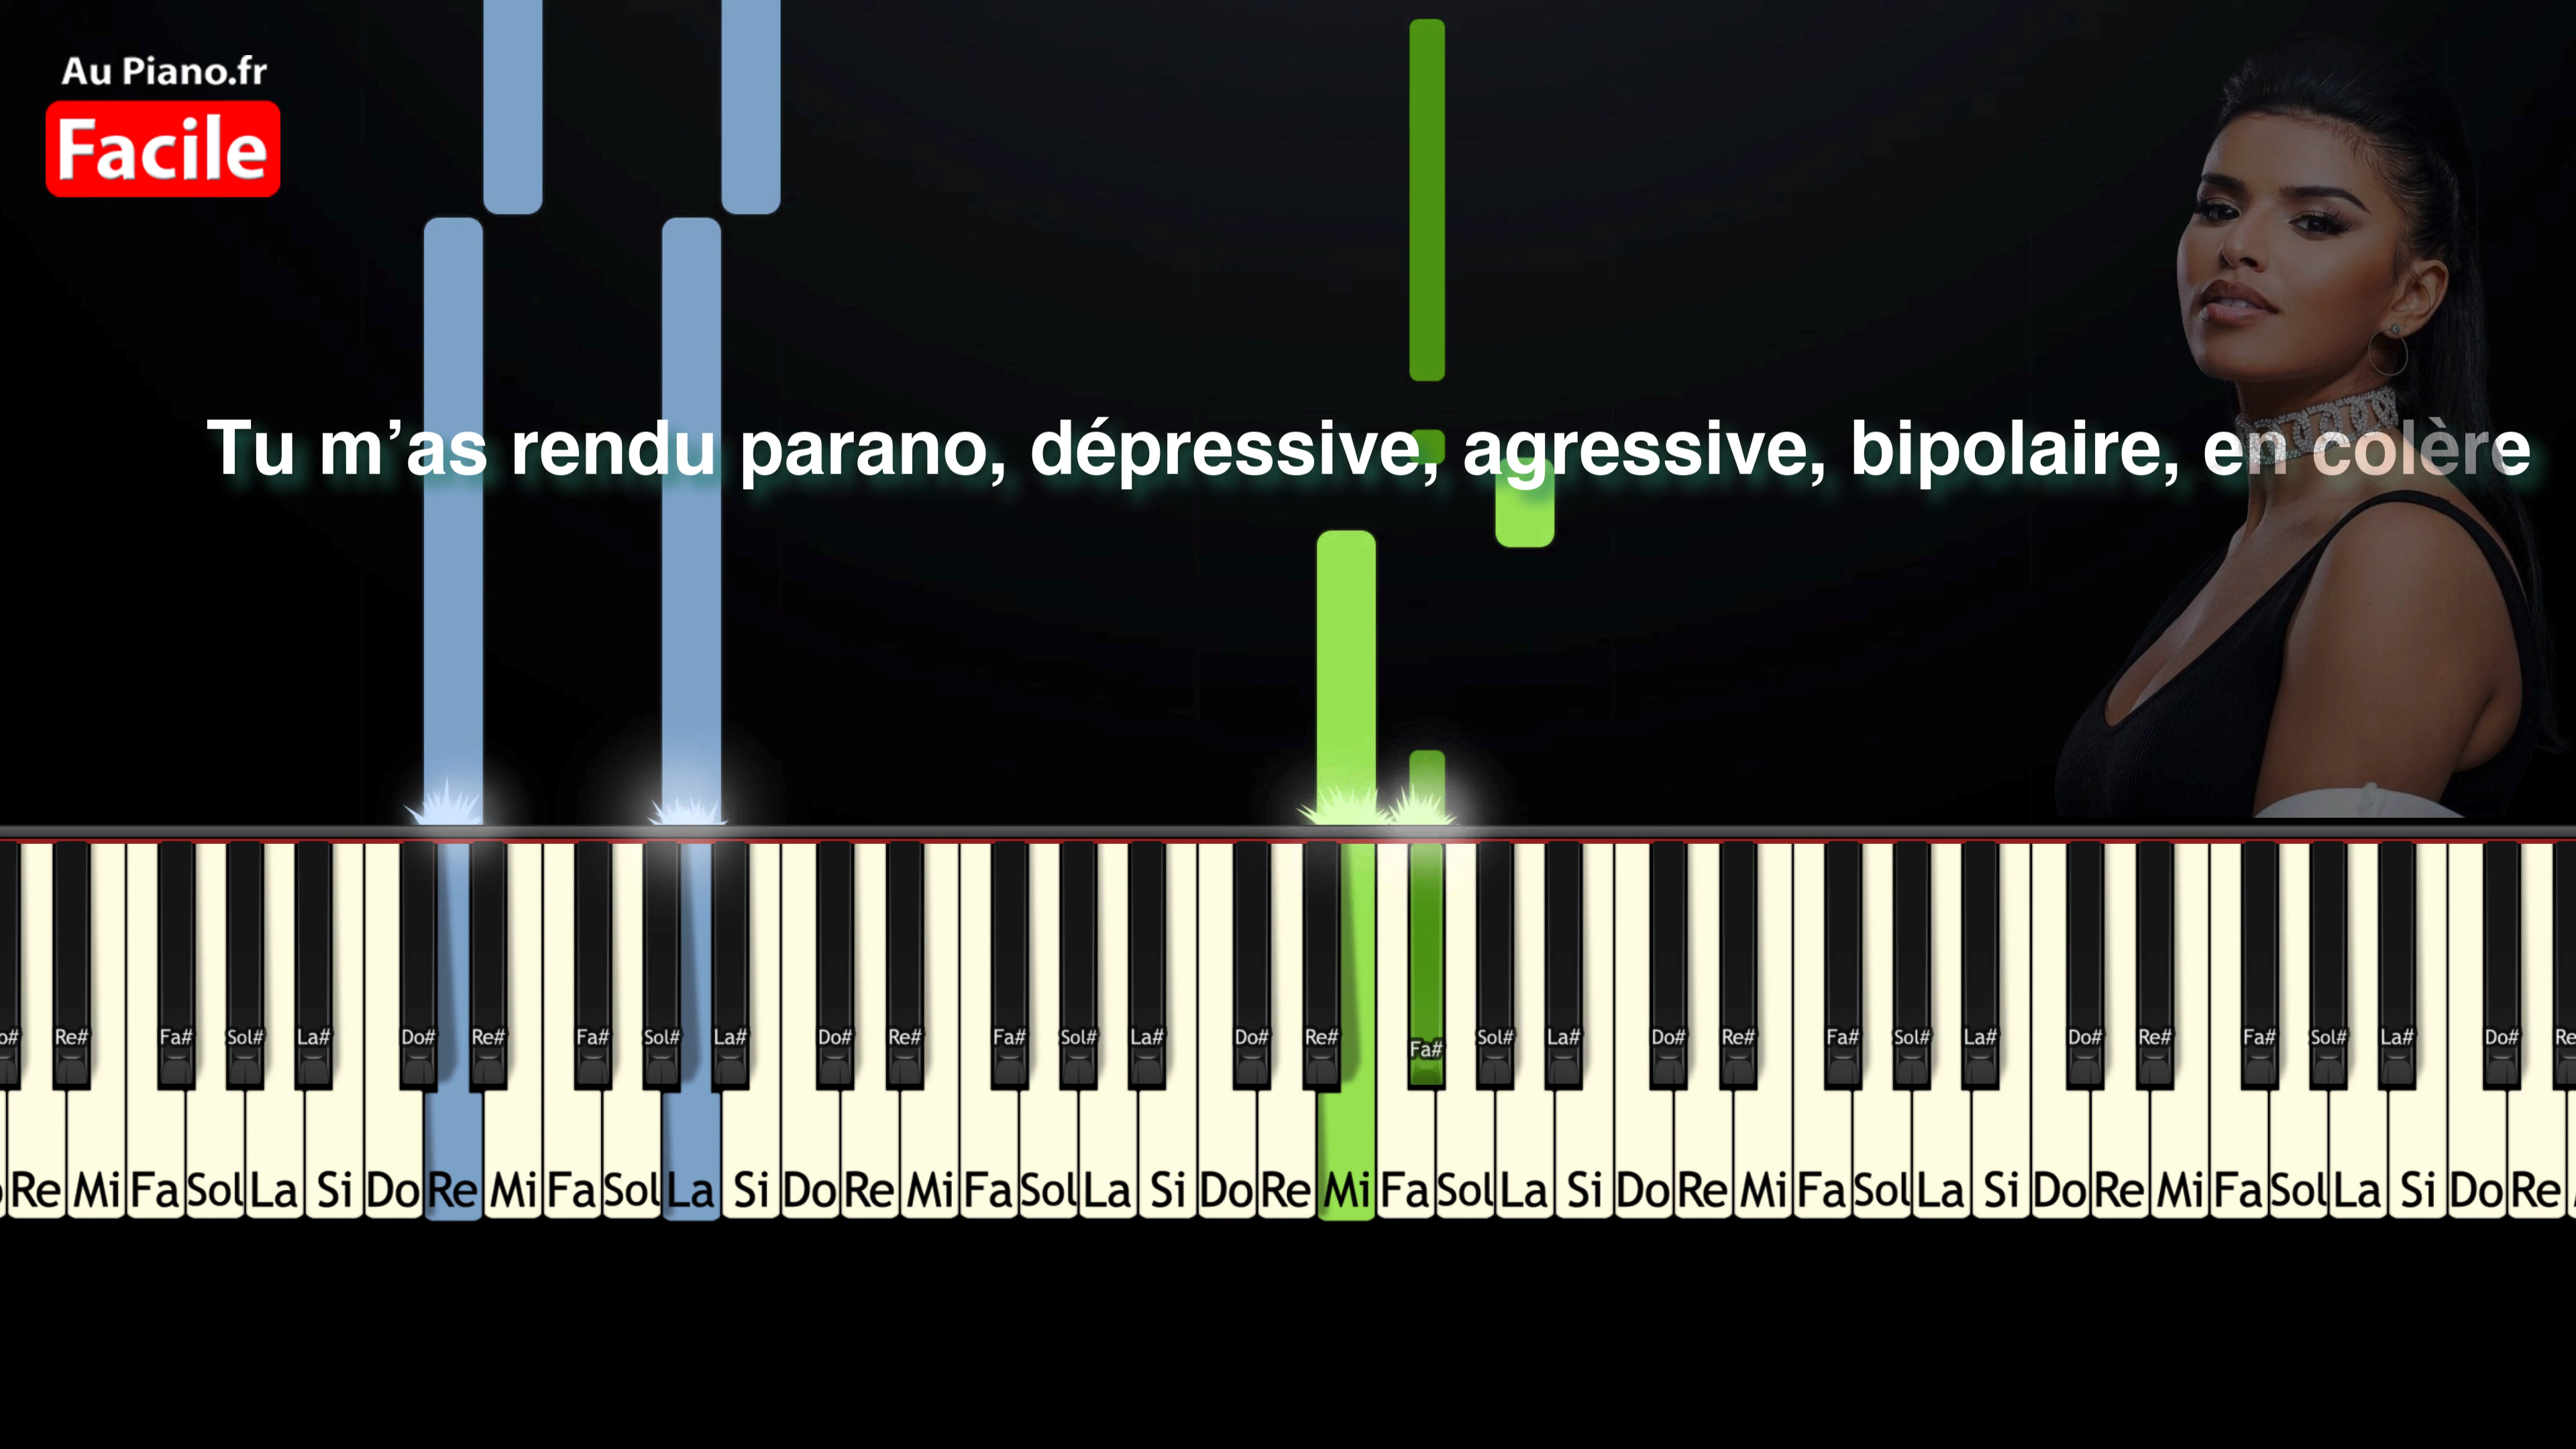 Au Piano.fr
Facile
Tu m’as rendu parano, dépressive, agressive, bipolaire, en colère
o# Re# Fa# Sol# La# Do# Re# Fa# Sol# La# Do# Re# Fa# Sol# La# Do# Re# Fa# Sol# La# Do# Re# Fa# Sol# La# Do# Re# Fa# Sol# La# Do# Re
Re Mi Fa Sol La Si Do Re Mi Fa Sol La Si Do Re Mi Fa Sol La Si Do Re Mi Fa Sol La Si Do Re Mi Fa Sol La Si Do Re Mi Fa Sol La Si Do Re